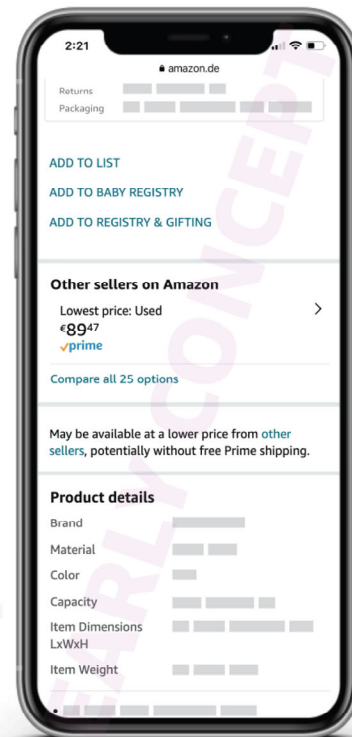 2:21
amazon.de
Returns
Packaging
ADD TO LIST
ADD TO BABY REGISTRY
ADD TO REGISTRY & GIFTING
Other sellers on Amazon
Lowest price: Used
€8947
prime
Compare all 25 options
May be available at a lower price from other
sellers, potentially without free Prime shipping.
Product details
Brand
Material
Color
Capacity
Item Dimensions
LxWxH
Item Weight
EARLY CONCEPT